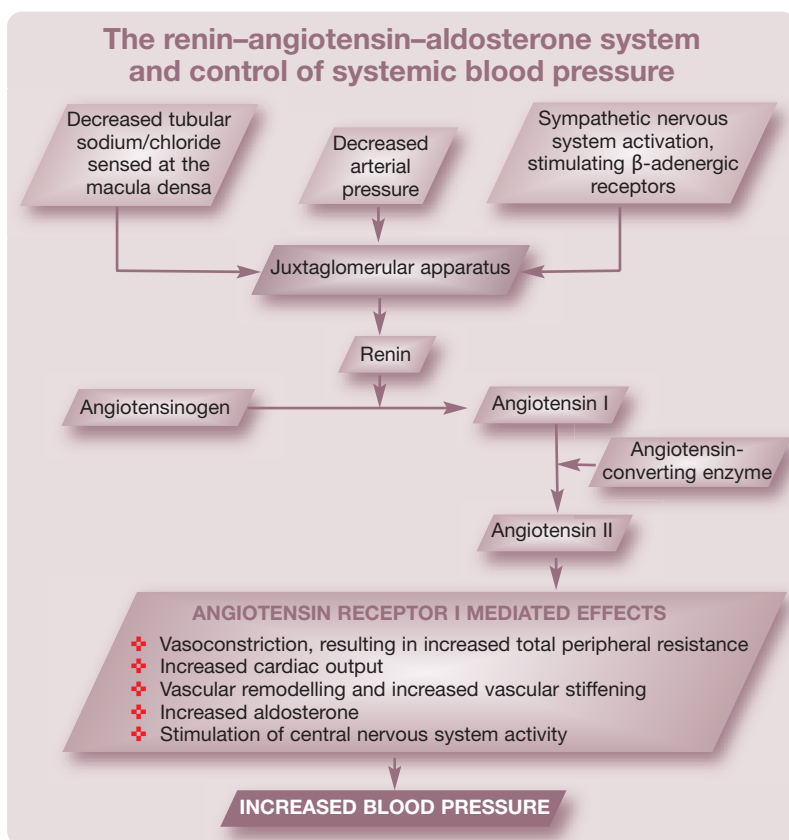 The renin–angiotensin–aldosterone system
and control of systemic blood pressure
Decreased tubular
sodium/chloride
sensed at the
macula densa
Decreased
arterial
pressure
Sympathetic nervous
system activation,
stimulating β-adenergic
receptors
Juxtaglomerular apparatus
Renin
Angiotensinogen
Angiotensin I
Angiotensin-
converting enzyme
Angiotensin II
ANGIOTENSIN RECEPTOR I MEDIATED EFFECTS
Vasoconstriction, resulting in increased total peripheral resistance
Increased cardiac output
Vascular remodelling and increased vascular stiffening
Increased aldosterone
Stimulation of central nervous system activity
INCREASED BLOOD PRESSURE